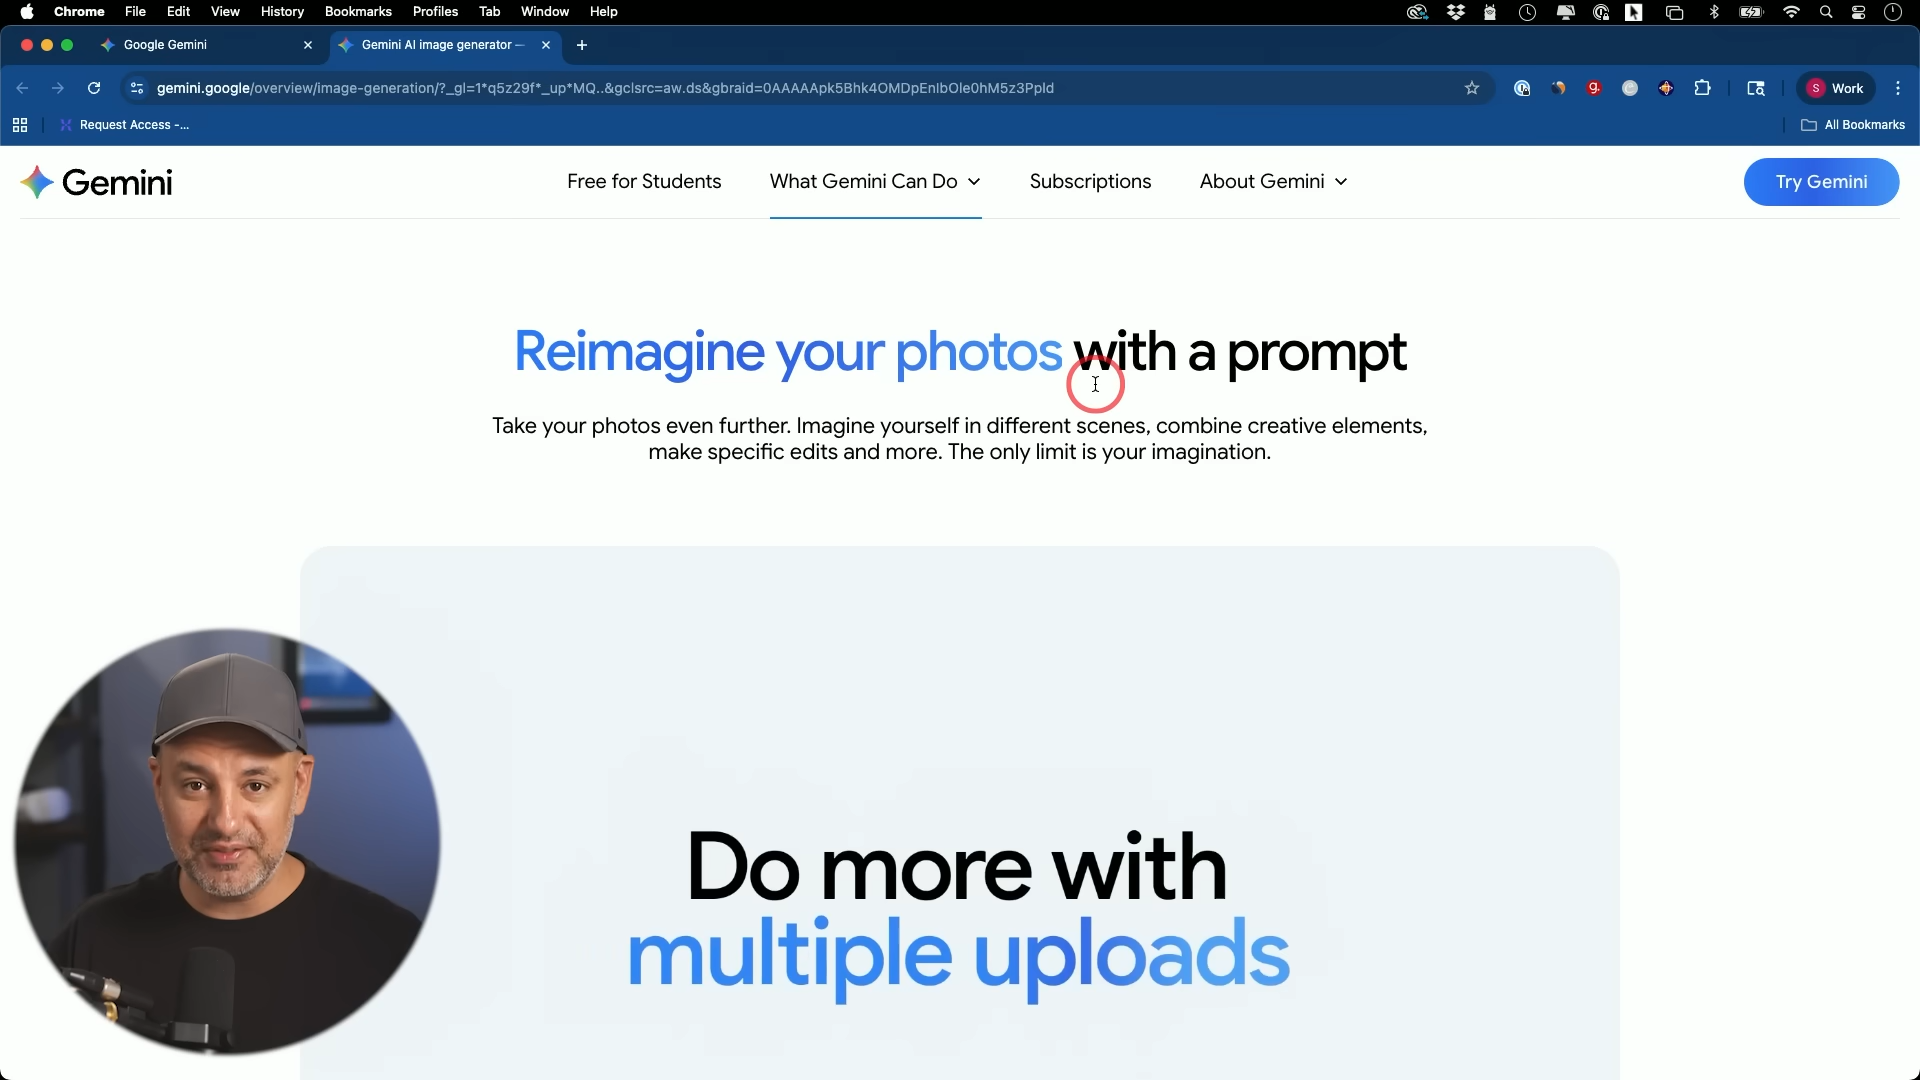 Chrome File Edit View History Bookmarks Profiles Tab Window Help
Google Gemini
Gemini AI image generator —
gemini.google/overview/image-generation/?_gl=1*q5z29f*_up*MQ..&gclsrc=aw.ds&gbraid=0AAAAApk5Bhk4OMDpEnIbOle0hM5z3Ppld
S Work
Request Access -...
All Bookmarks
Gemini
Free for Students
What Gemini Can Do
Subscriptions
About Gemini
Try Gemini
Reimagine your photos with a prompt
Take your photos even further. Imagine yourself in different scenes, combine creative elements,
make specific edits and more. The only limit is your imagination.
Do more with
multiple uploads